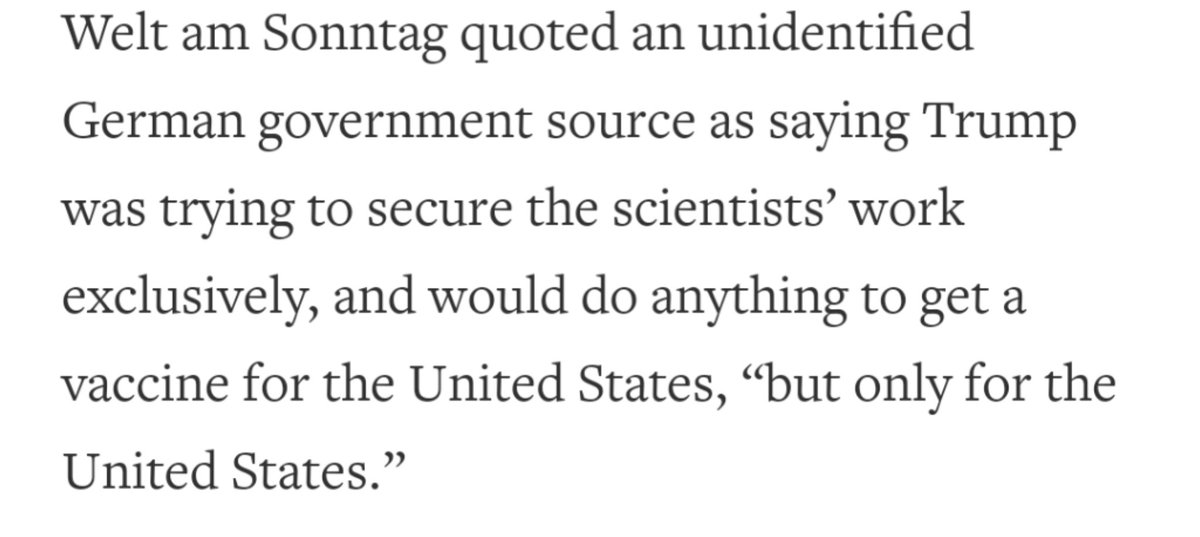 Welt am Sonntag quoted an unidentified
German government source as saying Trump
was trying to secure the scientists’ work
exclusively, and would do anything to get a
vaccine for the United States, “but only for the
United States.”